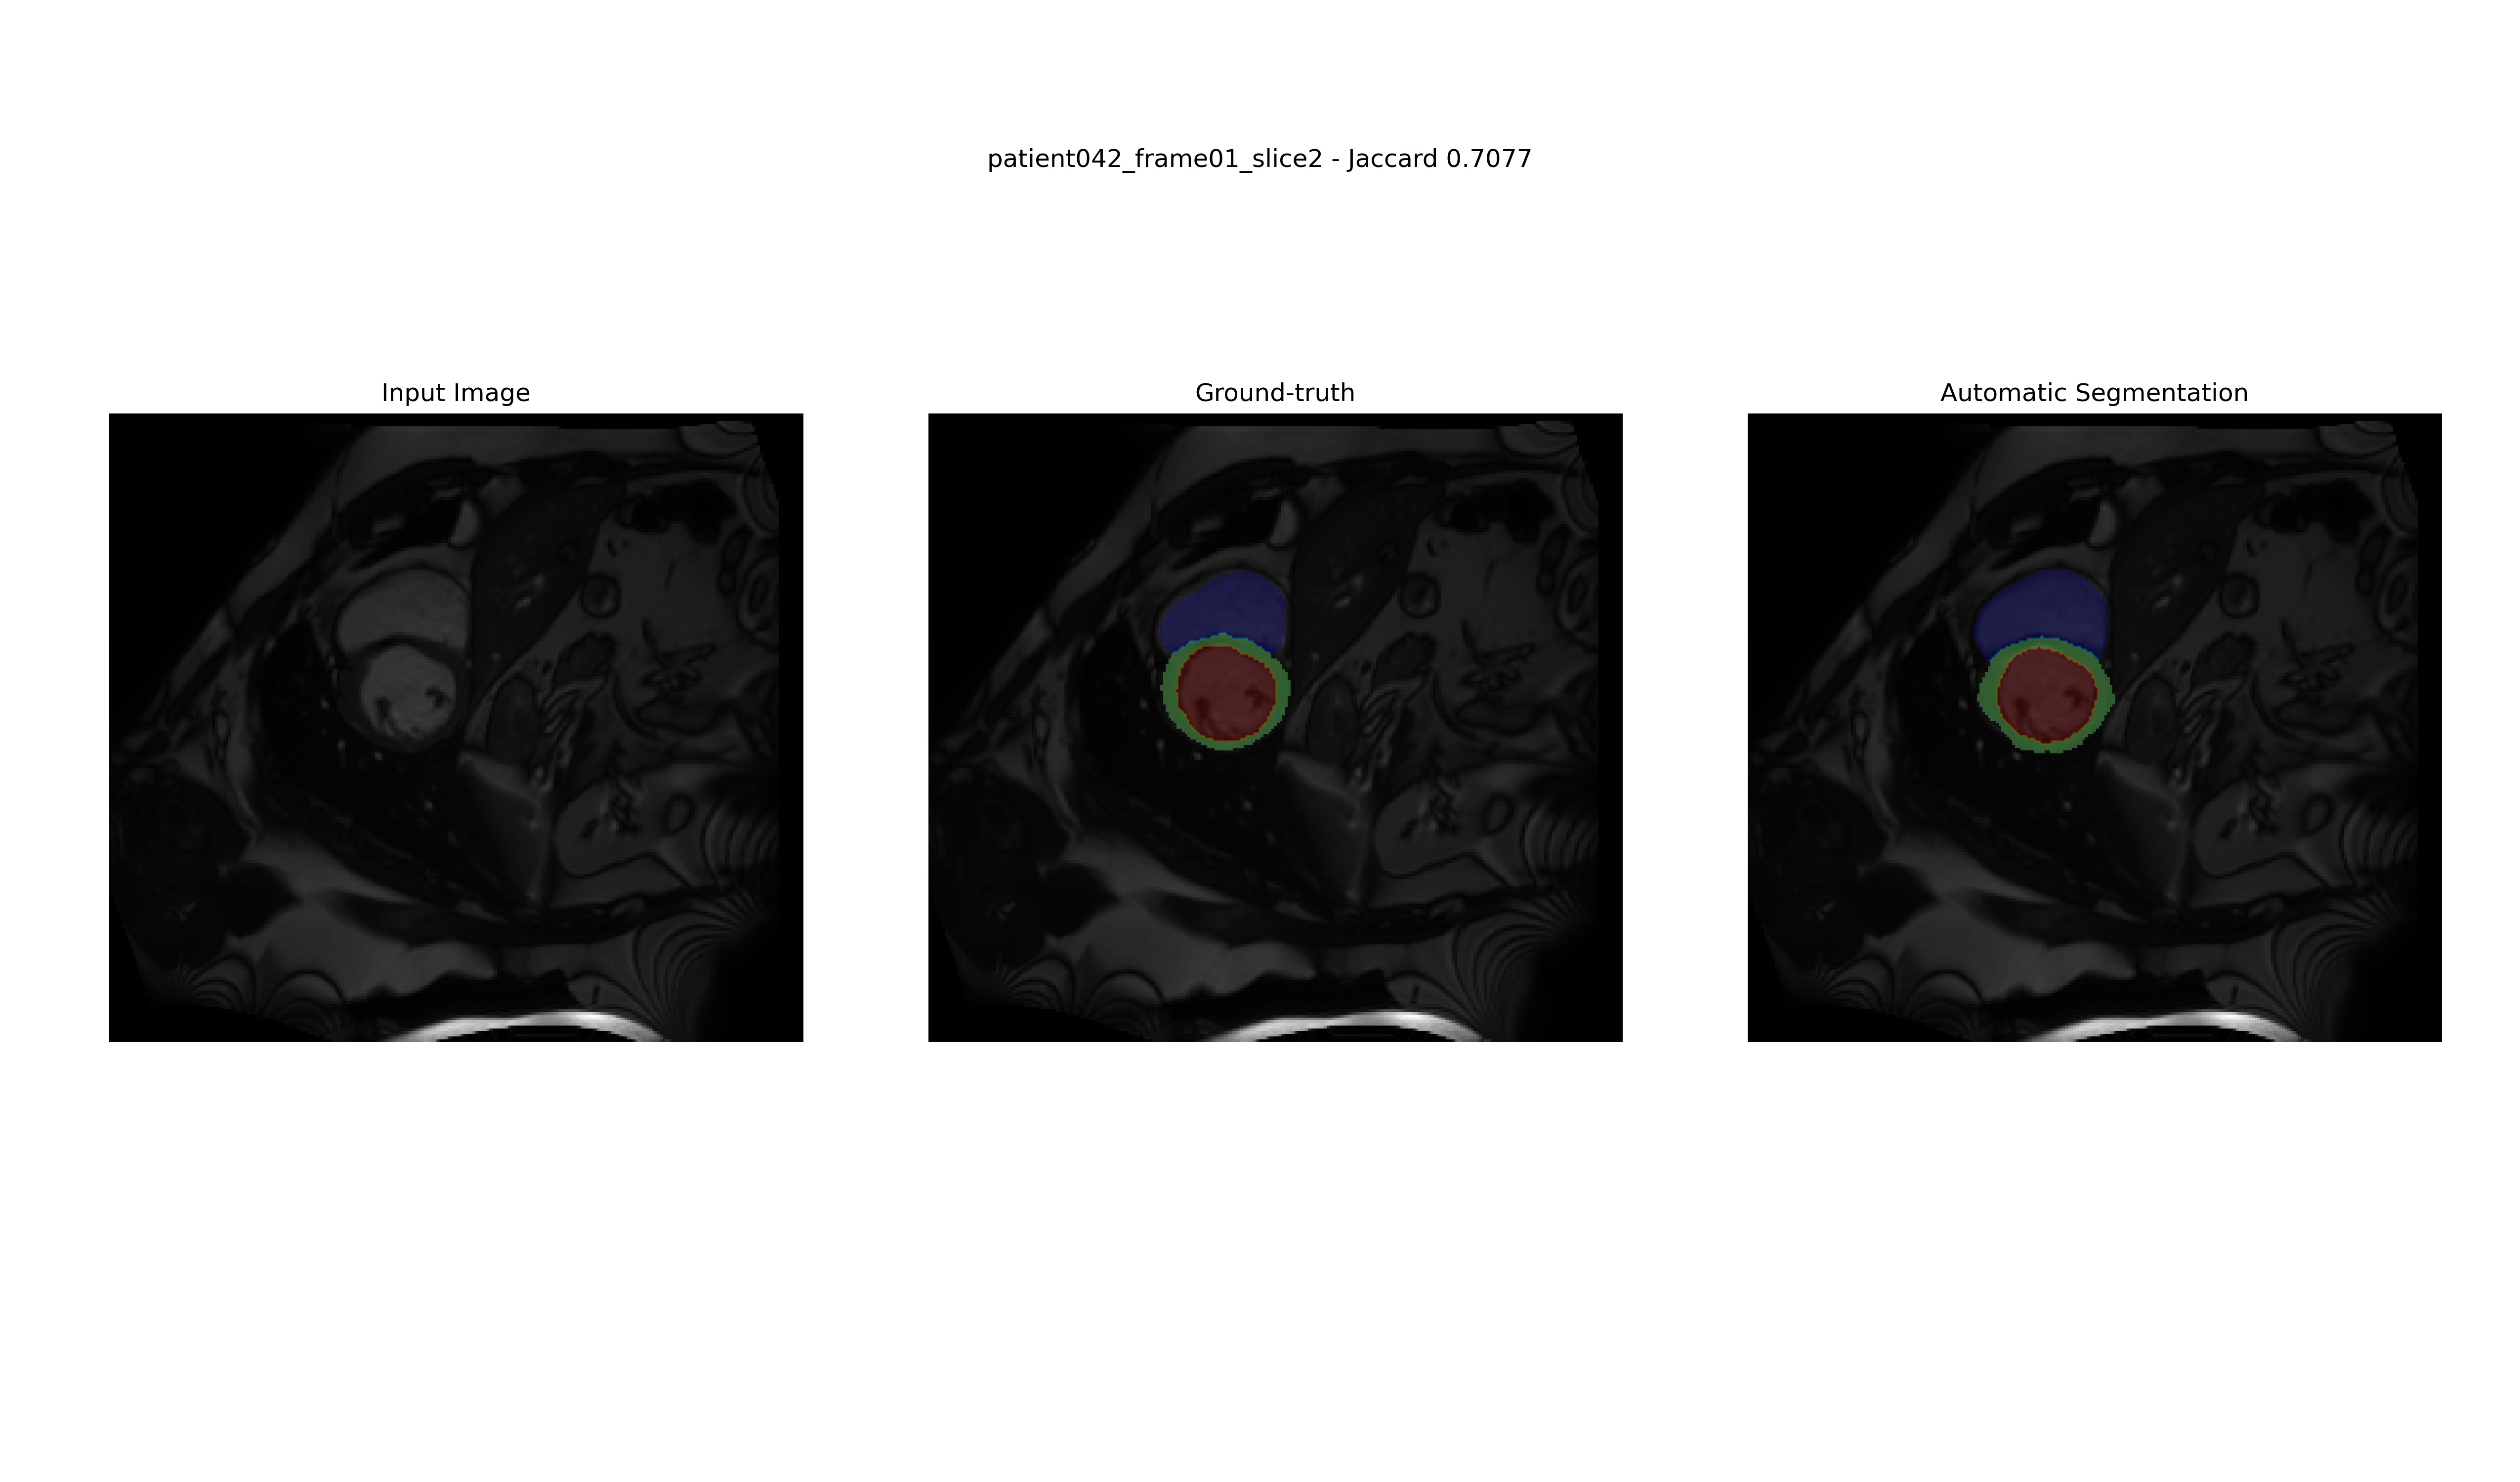 patient042_frame01_slice2 - Jaccard 0.7077
Input Image
Ground-truth
Automatic Segmentation